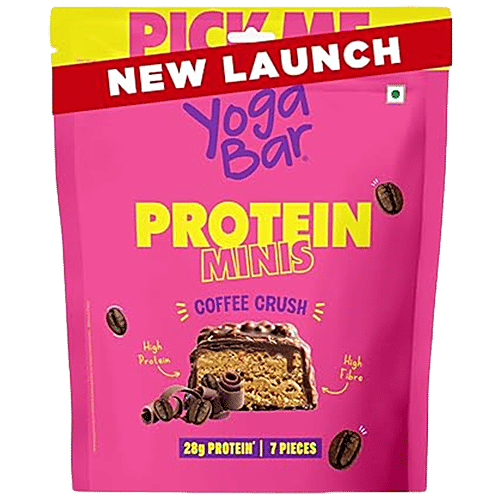 PICK ME
NEW LAUNCH
Yoga
Bar®
PROTEIN
MINIS
COFFEE CRUSH
High
Protein
High
Fibre
28g PROTEIN* | 7 PIECES